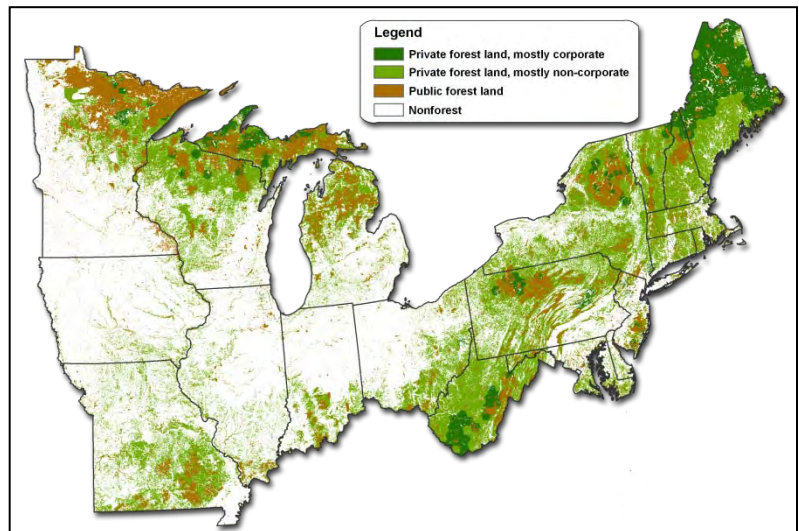 Legend
Private forest land, mostly corporate
Private forest land, mostly non-corporate
Public forest land
Nonforest